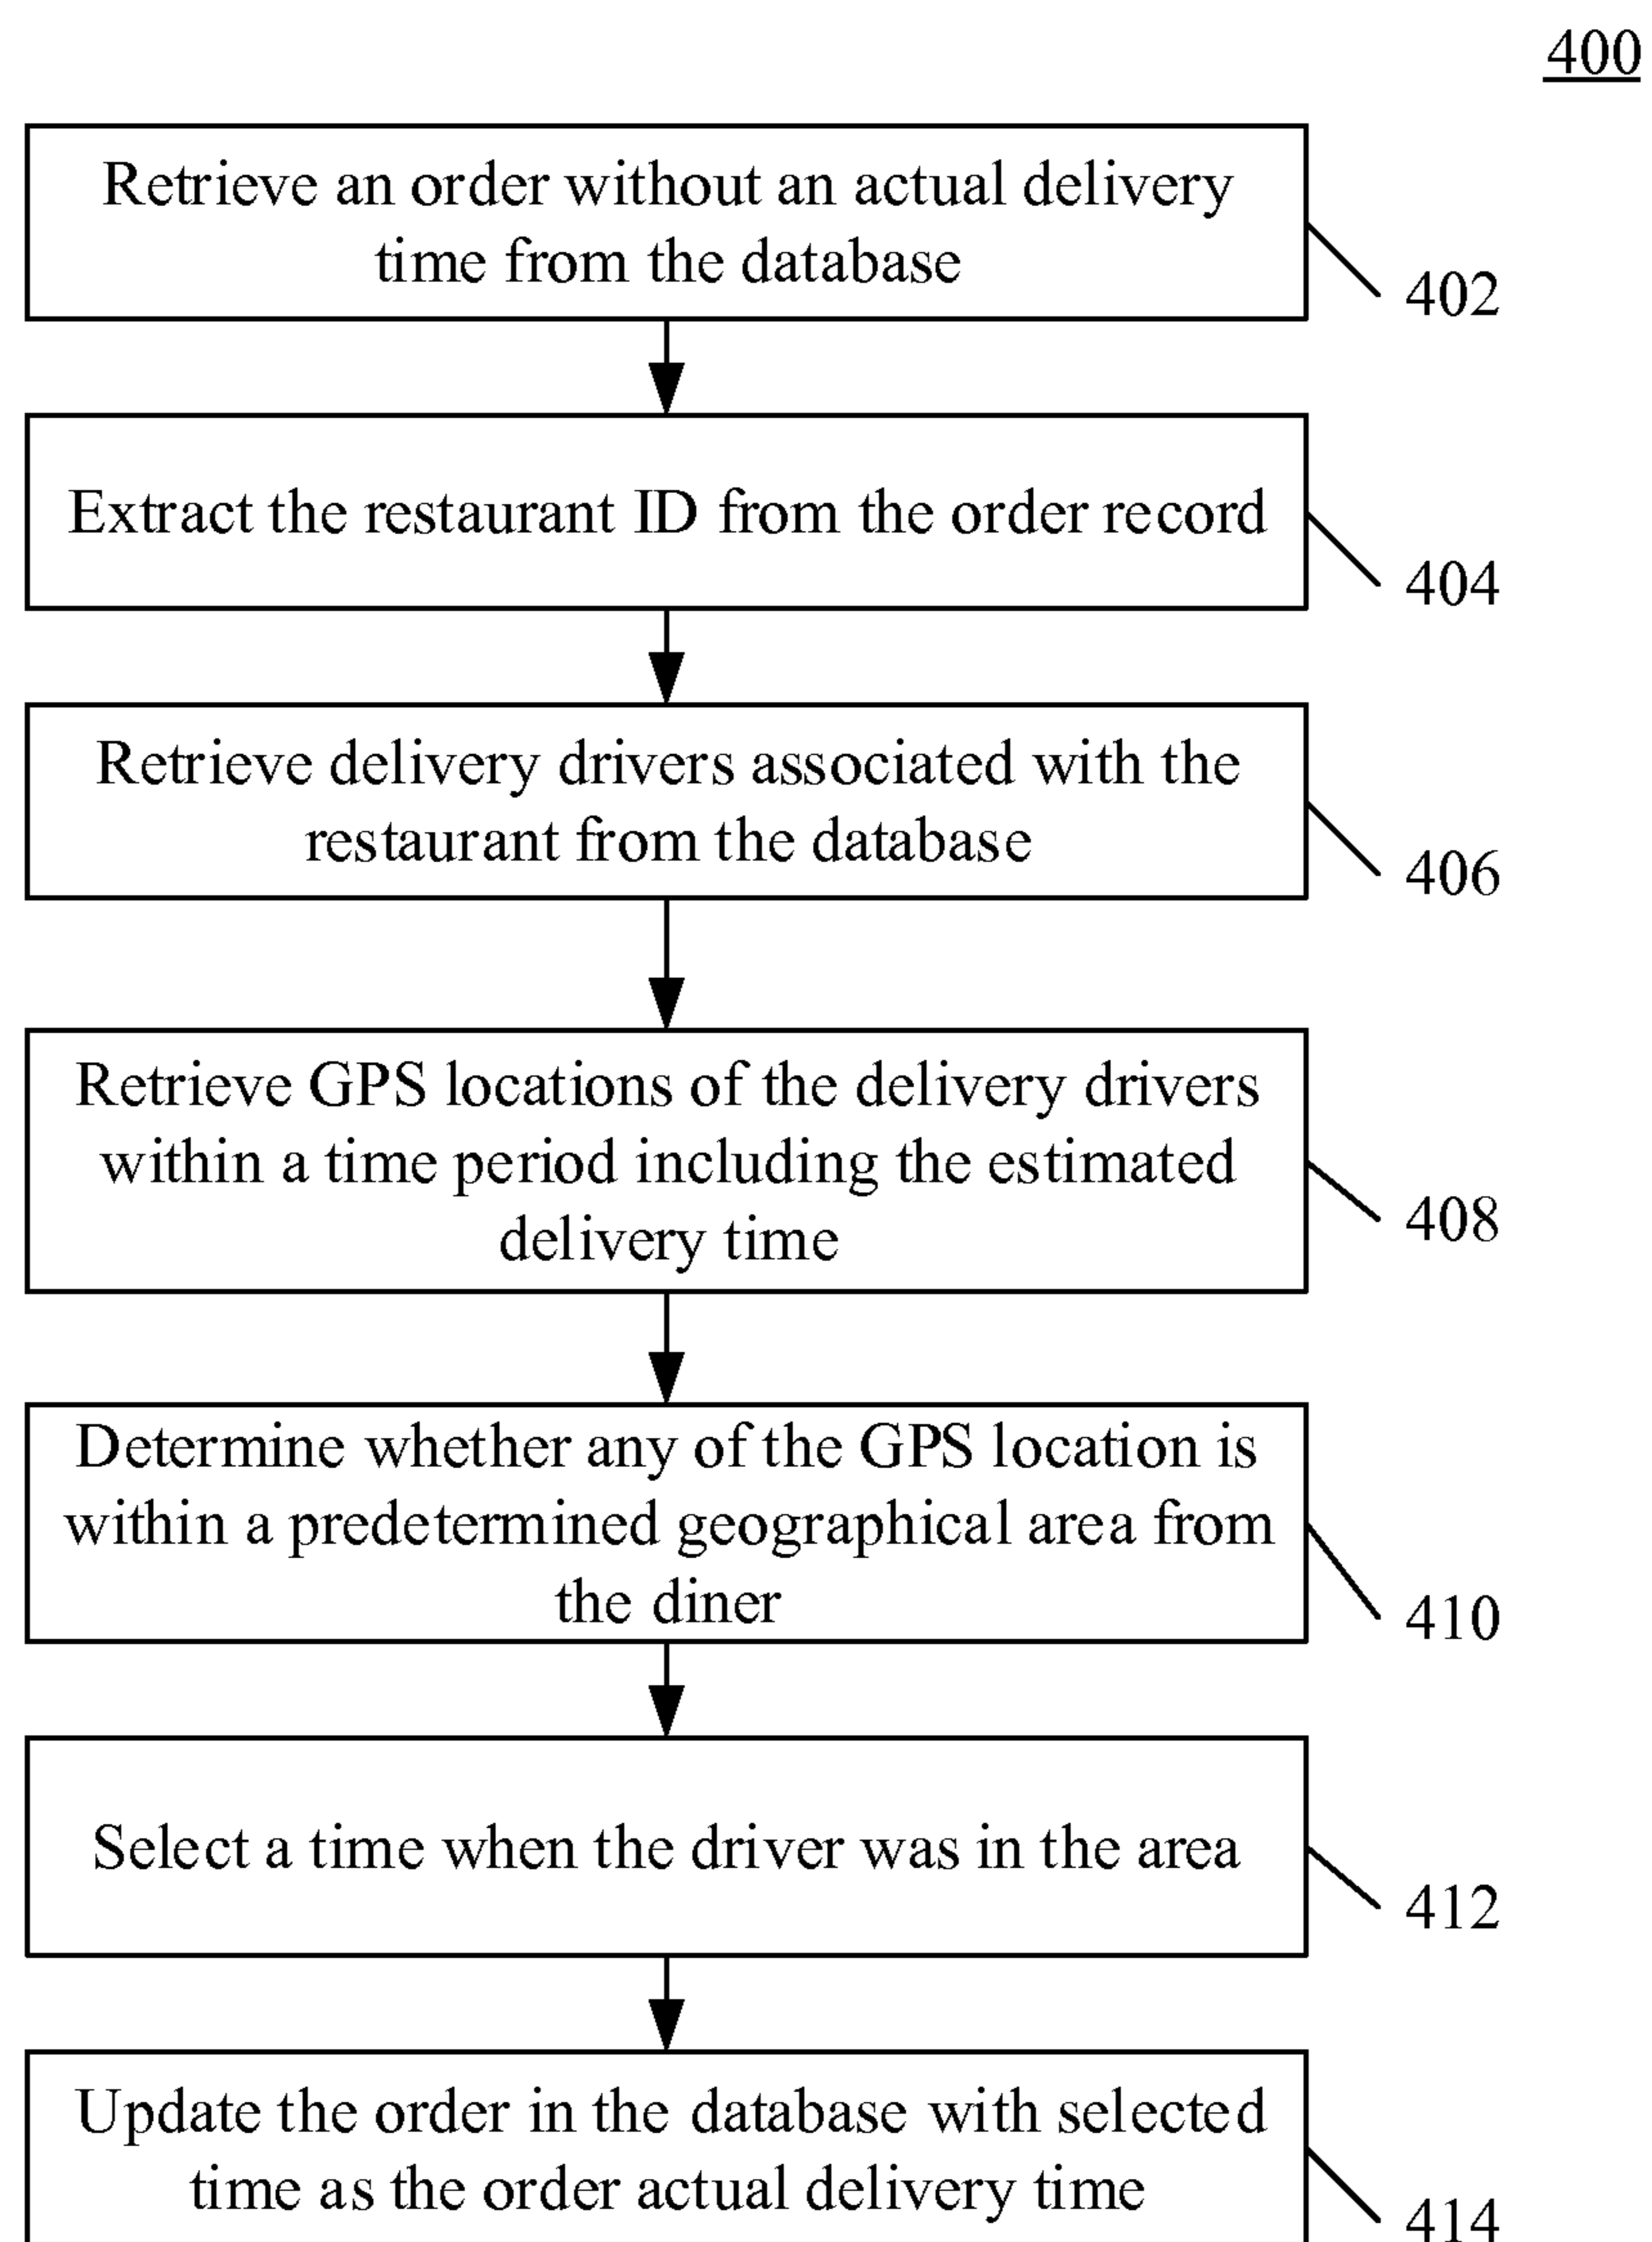 400
Retrieve an order without an actual delivery
time from the database
402
Extract the restaurant ID from the order record
404
Retrieve delivery drivers associated with the
restaurant from the database
406
Retrieve GPS locations of the delivery drivers
within a time period including the estimated
delivery time
408
Determine whether any of the GPS location is
within a predetermined geographical area from
the diner
410
Select a time when the driver was in the area
412
Update the order in the database with selected
time as the order actual delivery time
414